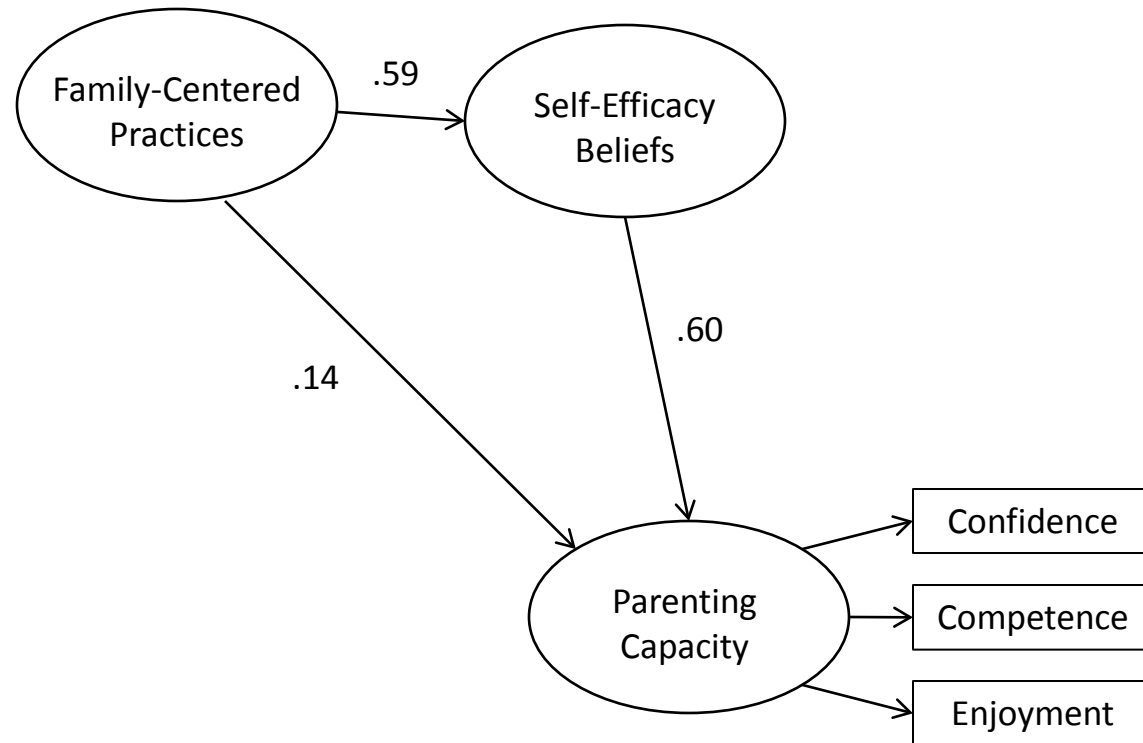 Family-Centered
Practices
.59
Self-Efficacy
Beliefs
.14
.60
Parenting
Capacity
Confidence
Competence
Enjoyment